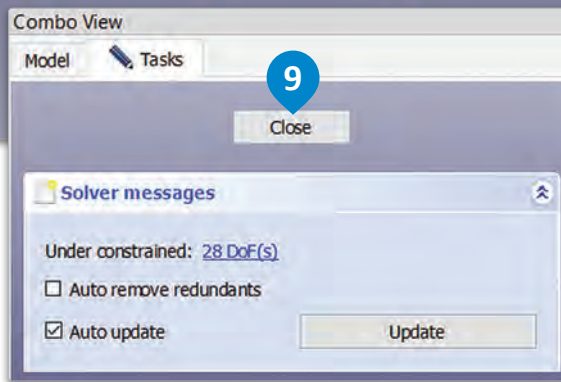 Combo View
Model Tasks
9
Close
Solver messages
Under constrained: 28 DoF(s)
Auto remove redundants
Auto update Update